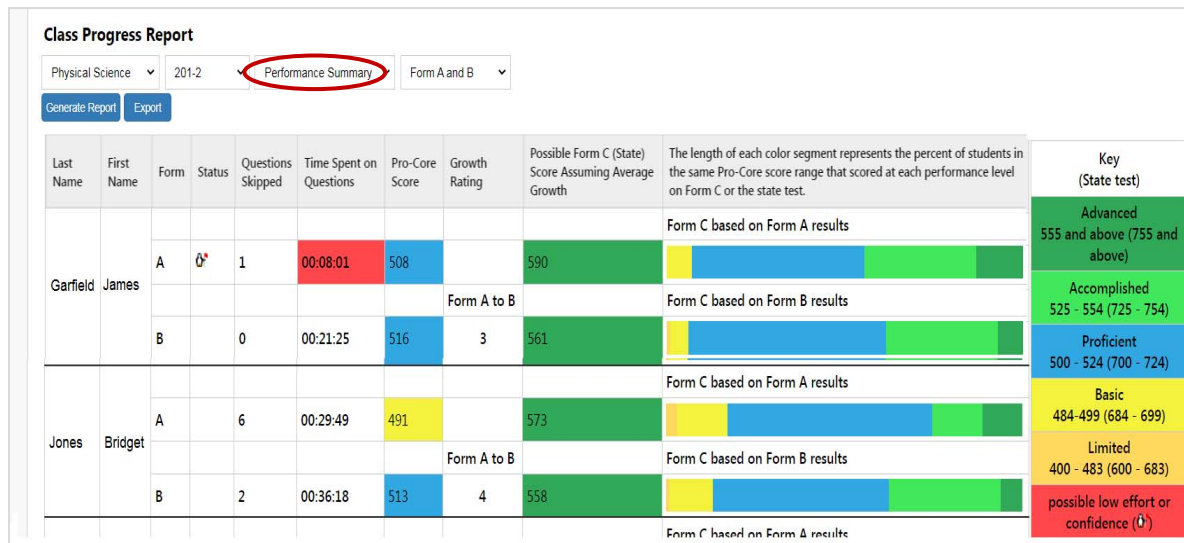 Class Progress Report
Physical Science 201-2 Performance Summary Form A and B
Generate Report Export
Last Name First Name Form Status Questions Skipped Time Spent on Questions Pro-Core Score Growth Rating Possible Form C (State) Score Assuming Average Growth The length of each color segment represents the percent of students in the same Pro-Core score range that scored at each performance level on Form C or the state test.
Form C based on Form A results
Garfield James
A 1 00:08:01 508 590
Form A to B Form C based on Form B results
B 0 00:21:25 516 3 561
Form C based on Form A results
Jones Bridget
A 6 00:29:49 491 573
Form A to B Form C based on Form B results
B 2 00:36:18 513 4 558
Form C based on Form A results
Key
(State test)
Advanced
555 and above (755 and
above)
Accomplished
525 - 554 (725 - 754)
Proficient
500 - 524 (700 - 724)
Basic
484-499 (684 - 699)
Limited
400 - 483 (600 - 683)
possible low effort or
confidence ( )